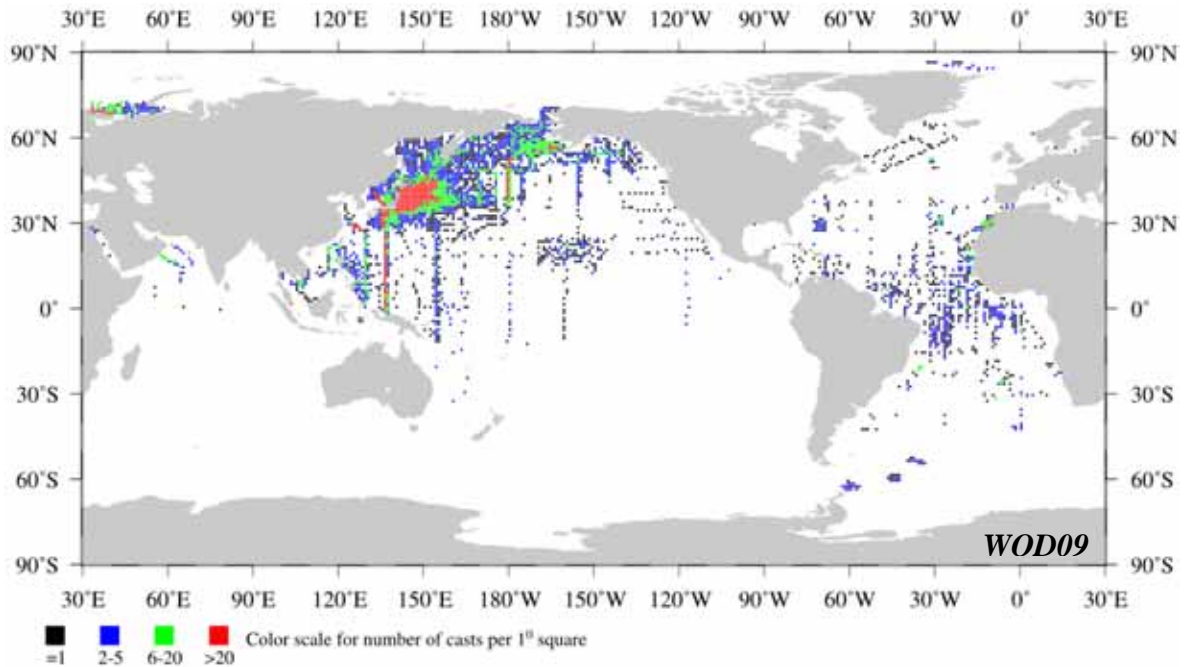 30˚E 60˚E 90˚E 120˚E 150˚E 180˚W 150˚W 120˚W 90˚W 60˚W 30˚W 0˚ 30˚E
90˚N 90˚N
60˚N 60˚N
30˚N 30˚N
0˚ 0˚
30˚S 30˚S
60˚S 60˚S
WOD09
90˚S 90˚S
30˚E 60˚E 90˚E 120˚E 150˚E 180˚W 150˚W 120˚W 90˚W 60˚W 30˚W 0˚ 30˚E
Color scale for number of casts per 1⁰ square
=1 2-5 6-20 >20